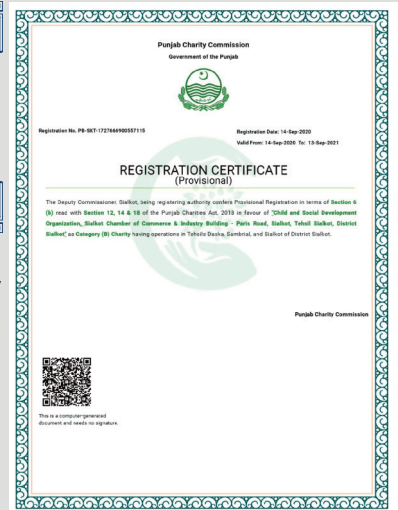 Punjab Charity Commission
Government of the Punjab
Registration No. PB-SKT-1727666900557115
Registration Date: 14-Sep-2020
Valid From: 14-Sep-2020 To: 13-Sep-2021
REGISTRATION CERTIFICATE
(Provisional)
The Deputy Commissioner, Sialkot, being registering authority confers Provisional Registration in terms of Section 6
(b) read with Section 12, 14 & 18 of the Punjab Charities Act, 2018 in favour of "Child and Social Development
Organization, Sialkot Chamber of Commerce & Industry Building - Paris Road, Sialkot, Tehsil Sialkot, District
Sialkot" as Category (B) Charity having operations in Tehsils Daska, Sambrial, and Sialkot of District Sialkot.
Punjab Charity Commission
This is a computer-generated
document and needs no signature.